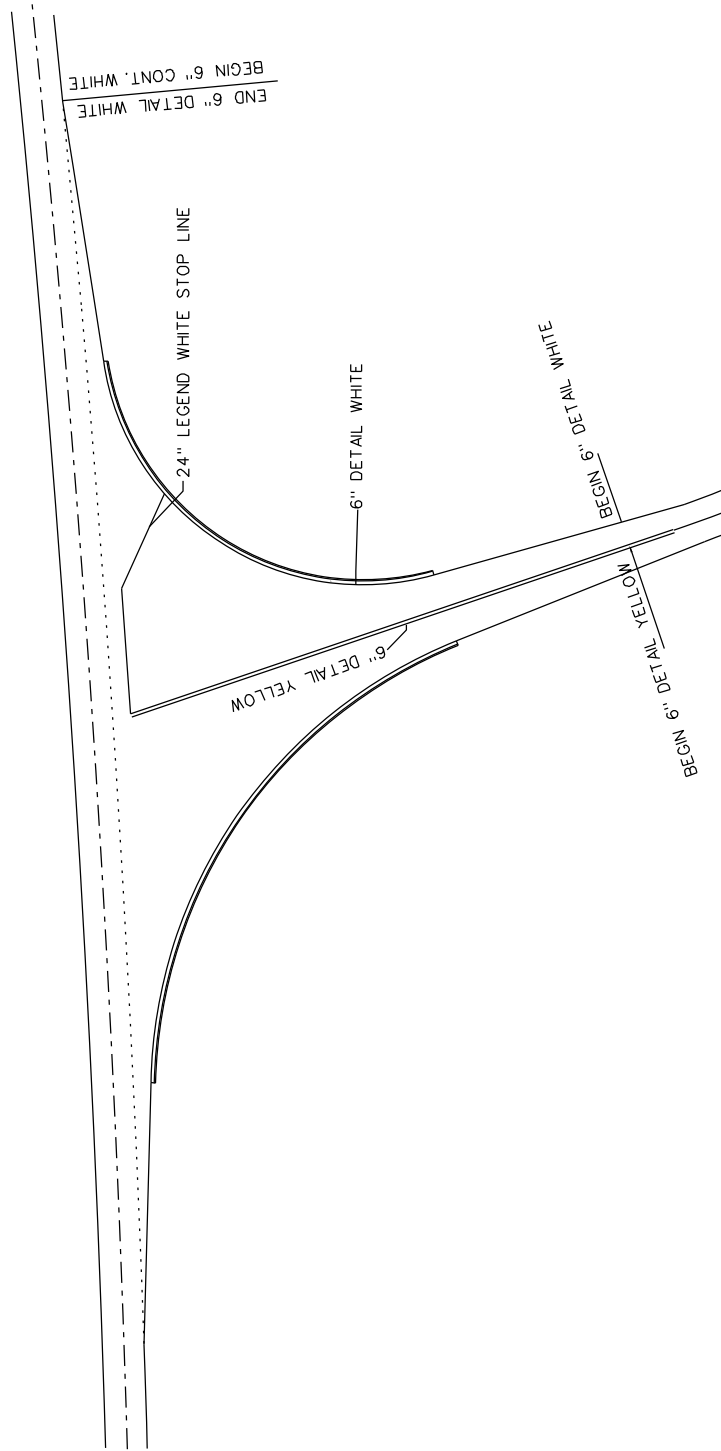 BEGIN 6" CONT. WHITE
END 6" DETAIL WHITE
24" LEGEND WHITE STOP LINE
6" DETAIL WHITE
BEGIN 6" DETAIL WHITE
6" DETAIL YELLOW
BEGIN 6" DETAIL YELLOW